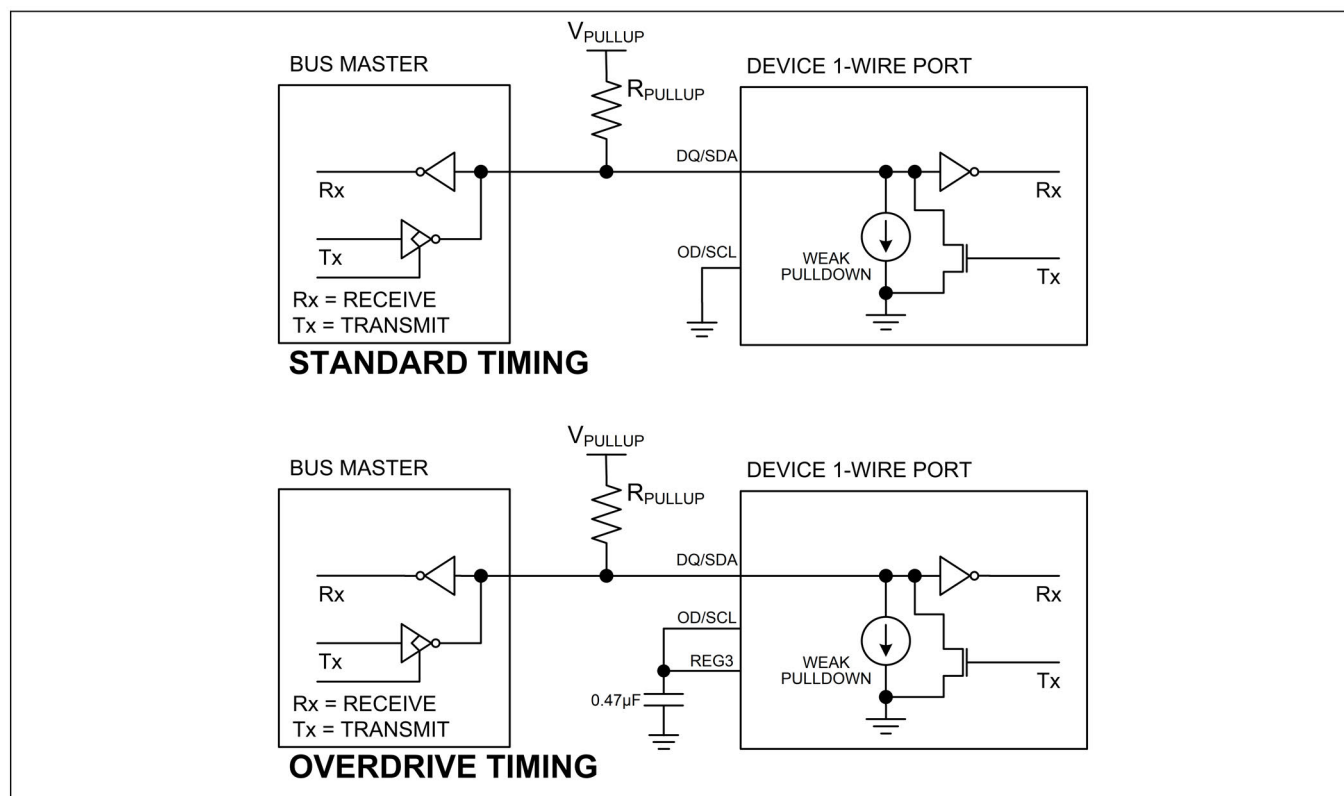 VPULLUP
BUS MASTER
DEVICE 1-WIRE PORT
RPULLUP
DQ/SDA
Rx
Rx
Tx
OD/SCL
WEAK
PULLDOWN
Tx
Rx = RECEIVE
Tx = TRANSMIT
STANDARD TIMING
VPULLUP
BUS MASTER
DEVICE 1-WIRE PORT
RPULLUP
DQ/SDA
Rx
Rx
OD/SCL
Tx
REG3
WEAK
PULLDOWN
Tx
0.47µF
Rx = RECEIVE
Tx = TRANSMIT
OVERDRIVE TIMING